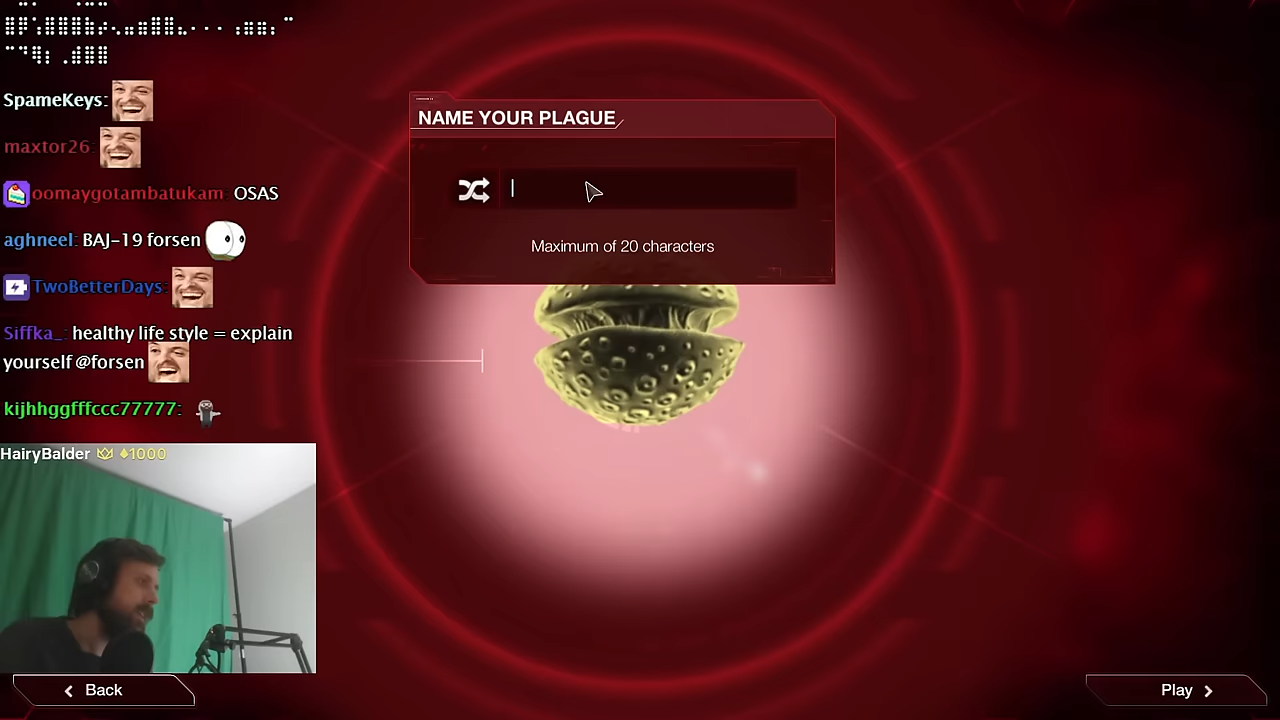 SpameKeys:
maxtor26:
oomaygotambatukam: OSAS
aghneel: BAJ-19 forsen
TwoBetterDays:
Siffka_: healthy life style = explain
yourself @forsen
kijhhggfffccc77777:
HairyBalder 1000
NAME YOUR PLAGUE
Maximum of 20 characters
Back
Play